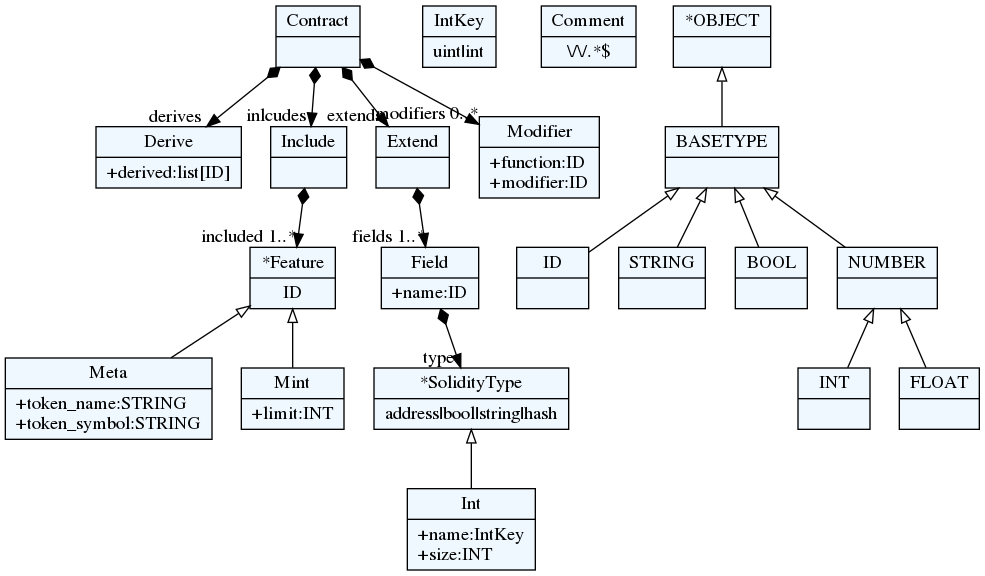 Contract
IntKey
uint|int
Comment
\/\/.*$
*OBJECT
derives
inlcudes
extend
modifiers 0..*
Derive
+derived:list[ID]
Include
Extend
Modifier
+function:ID
+modifier:ID
BASETYPE
included 1..*
fields 1..*
*Feature
ID
Field
+name:ID
ID
STRING
BOOL
NUMBER
Meta
+token_name:STRING
+token_symbol:STRING
Mint
+limit:INT
type
*SolidityType
address|bool|string|hash
INT
FLOAT
Int
+name:IntKey
+size:INT